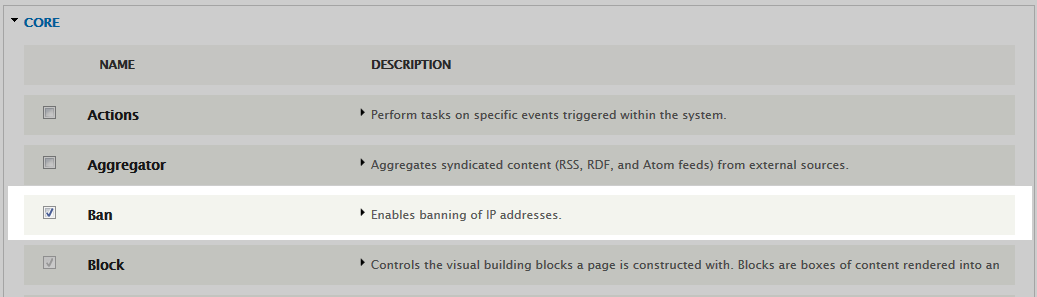 CORE
NAME DESCRIPTION
Actions Perform tasks on specific events triggered within the system.
Aggregator Aggregates syndicated content (RSS, RDF, and Atom feeds) from external sources.
Ban Enables banning of IP addresses.
Block Controls the visual building blocks a page is constructed with. Blocks are boxes of content rendered into an